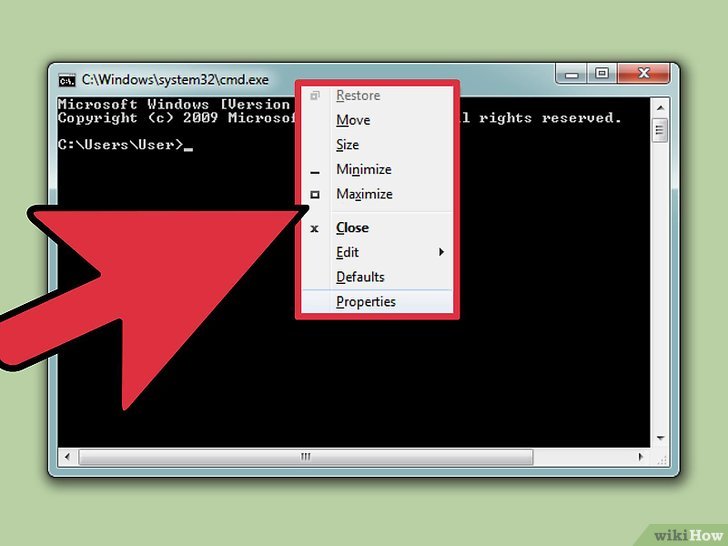 C:\Windows\system32\cmd.exe
Microsoft Windows [Version
Copyright (c) 2009 Microsof
l rights reserved.
C:\Users\User>_
Restore
Move
Size
Minimize
Maximize
Close
Edit
Defaults
Properties
wikiHow